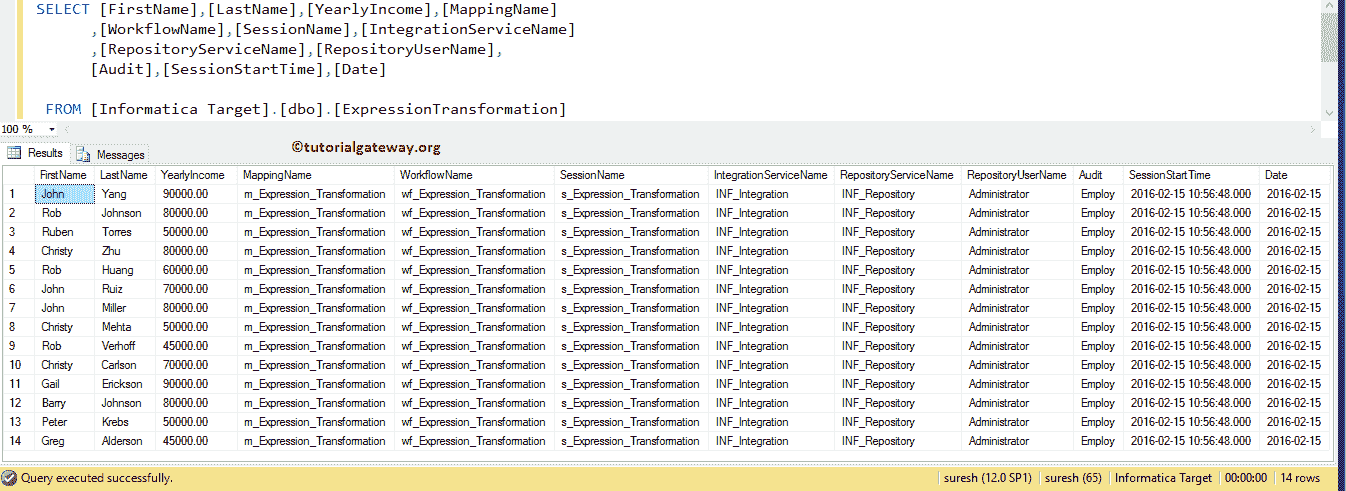 SELECT [FirstName],[LastName],[YearlyIncome],[MappingName]
,[WorkflowName],[SessionName],[IntegrationServiceName]
,[RepositoryServiceName],[RepositoryUserName],
[Audit],[SessionStartTime],[Date]
FROM [Informatica Target].[dbo].[ExpressionTransformation]
100 %
©tutorialgateway.org
Results Messages
FirstName LastName YearlyIncome MappingName WorkflowName SessionName IntegrationServiceName RepositoryServiceName RepositoryUserName Audit SessionStartTime Date
1 John Yang 90000.00 m_Expression_Transformation wf_Expression_Transformation s_Expression_Transformation INF_Integration INF_Repository Administrator Employ 2016-02-15 10:56:48.000 2016-02-15
2 Rob Johnson 80000.00 m_Expression_Transformation wf_Expression_Transformation s_Expression_Transformation INF_Integration INF_Repository Administrator Employ 2016-02-15 10:56:48.000 2016-02-15
3 Ruben Torres 50000.00 m_Expression_Transformation wf_Expression_Transformation s_Expression_Transformation INF_Integration INF_Repository Administrator Employ 2016-02-15 10:56:48.000 2016-02-15
4 Christy Zhu 80000.00 m_Expression_Transformation wf_Expression_Transformation s_Expression_Transformation INF_Integration INF_Repository Administrator Employ 2016-02-15 10:56:48.000 2016-02-15
5 Rob Huang 60000.00 m_Expression_Transformation wf_Expression_Transformation s_Expression_Transformation INF_Integration INF_Repository Administrator Employ 2016-02-15 10:56:48.000 2016-02-15
6 John Ruiz 70000.00 m_Expression_Transformation wf_Expression_Transformation s_Expression_Transformation INF_Integration INF_Repository Administrator Employ 2016-02-15 10:56:48.000 2016-02-15
7 John Miller 80000.00 m_Expression_Transformation wf_Expression_Transformation s_Expression_Transformation INF_Integration INF_Repository Administrator Employ 2016-02-15 10:56:48.000 2016-02-15
8 Christy Mehta 50000.00 m_Expression_Transformation wf_Expression_Transformation s_Expression_Transformation INF_Integration INF_Repository Administrator Employ 2016-02-15 10:56:48.000 2016-02-15
9 Rob Verhoff 45000.00 m_Expression_Transformation wf_Expression_Transformation s_Expression_Transformation INF_Integration INF_Repository Administrator Employ 2016-02-15 10:56:48.000 2016-02-15
10 Christy Carlson 70000.00 m_Expression_Transformation wf_Expression_Transformation s_Expression_Transformation INF_Integration INF_Repository Administrator Employ 2016-02-15 10:56:48.000 2016-02-15
11 Gail Erickson 90000.00 m_Expression_Transformation wf_Expression_Transformation s_Expression_Transformation INF_Integration INF_Repository Administrator Employ 2016-02-15 10:56:48.000 2016-02-15
12 Barry Johnson 80000.00 m_Expression_Transformation wf_Expression_Transformation s_Expression_Transformation INF_Integration INF_Repository Administrator Employ 2016-02-15 10:56:48.000 2016-02-15
13 Peter Krebs 50000.00 m_Expression_Transformation wf_Expression_Transformation s_Expression_Transformation INF_Integration INF_Repository Administrator Employ 2016-02-15 10:56:48.000 2016-02-15
14 Greg Alderson 45000.00 m_Expression_Transformation wf_Expression_Transformation s_Expression_Transformation INF_Integration INF_Repository Administrator Employ 2016-02-15 10:56:48.000 2016-02-15
Query executed successfully. suresh (12.0 SP1) suresh (65) Informatica Target 00:00:00 14 rows